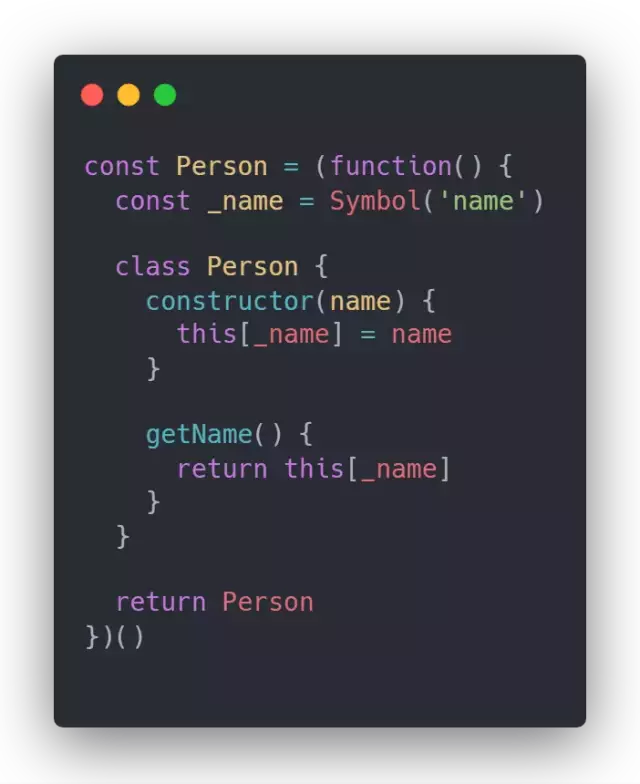 const Person = (function() {
  const _name = Symbol('name')

  class Person {
    constructor(name) {
      this[_name] = name
    }

    getName() {
      return this[_name]
    }
  }

  return Person
})()